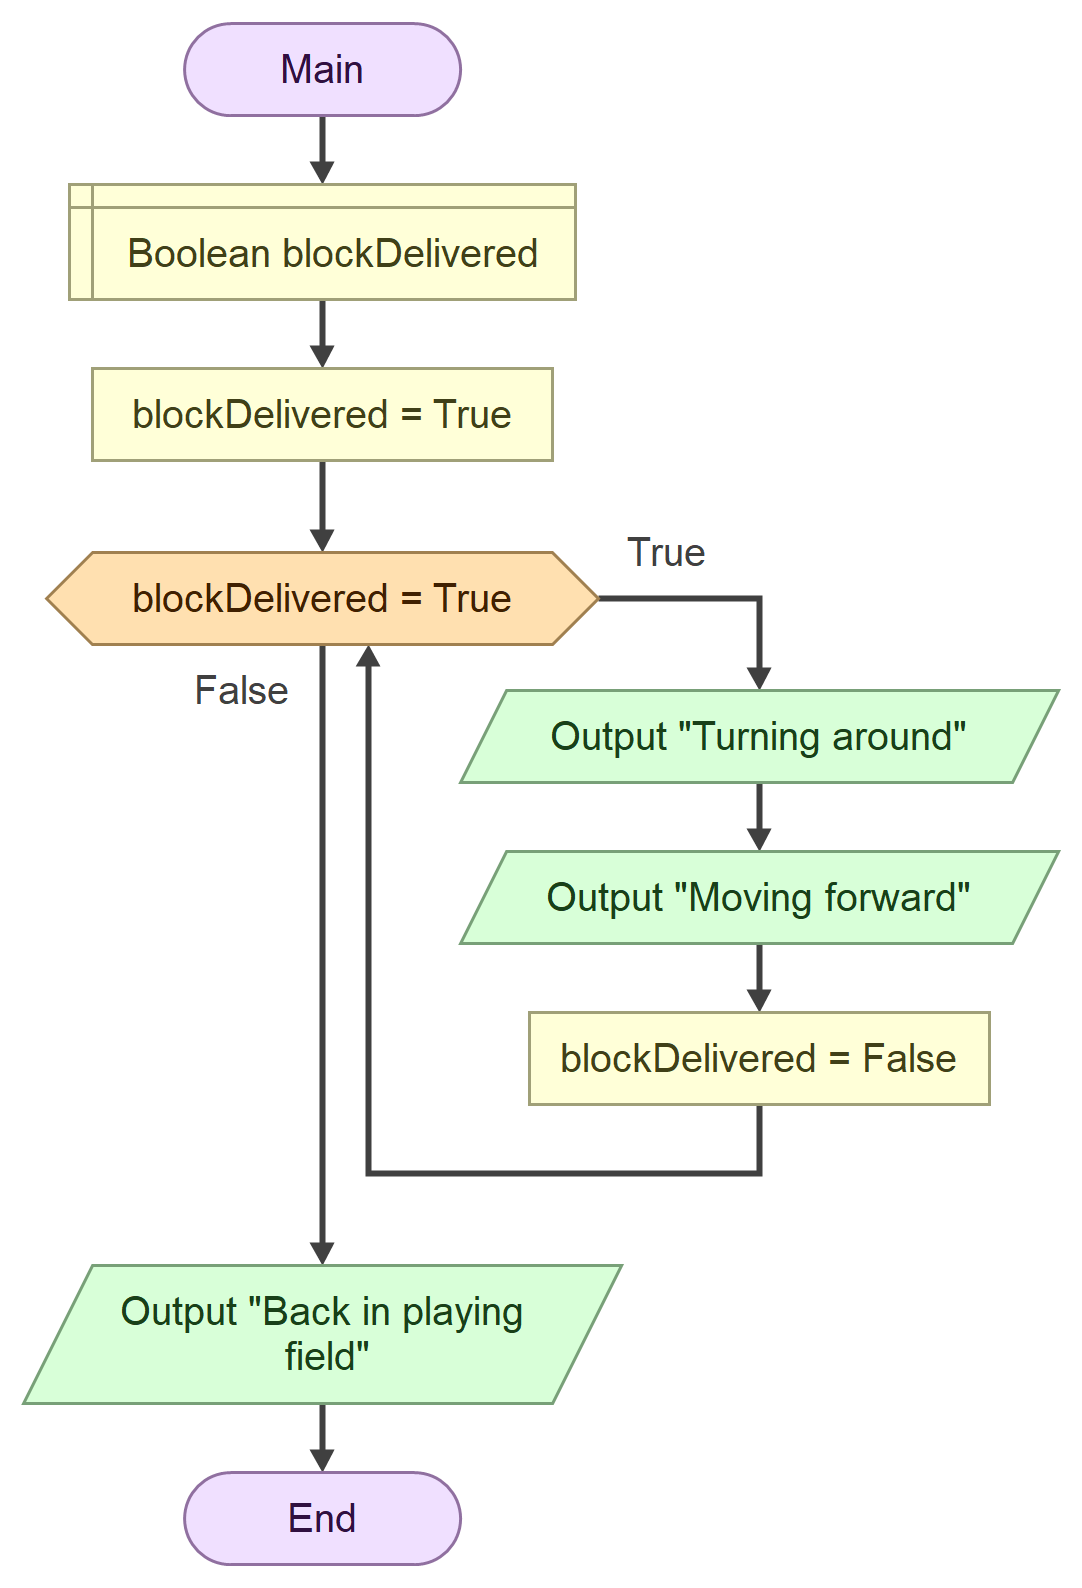 Main
Boolean blockDelivered
blockDelivered = True
blockDelivered = True
True
False
Output "Turning around"
Output "Moving forward"
blockDelivered = False
Output "Back in playing
field"
End